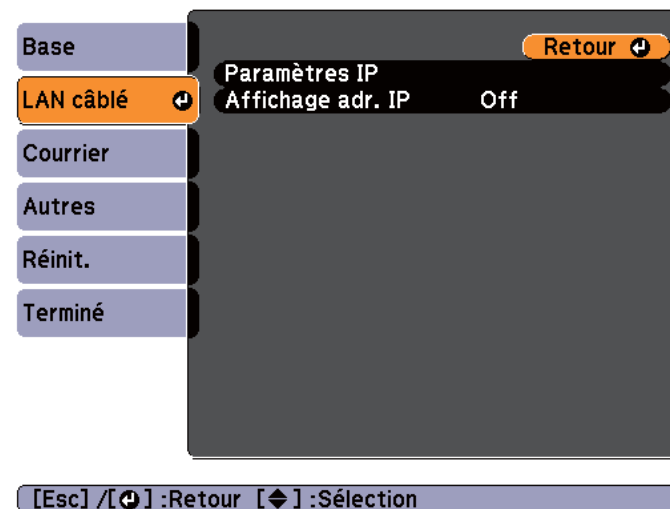 Base
LAN câblé
Courrier
Autres
Réinit.
Terminé
Retour
Paramètres IP
Affichage adr. IP Off
[Esc] /[ ] :Retour [ ] :Sélection